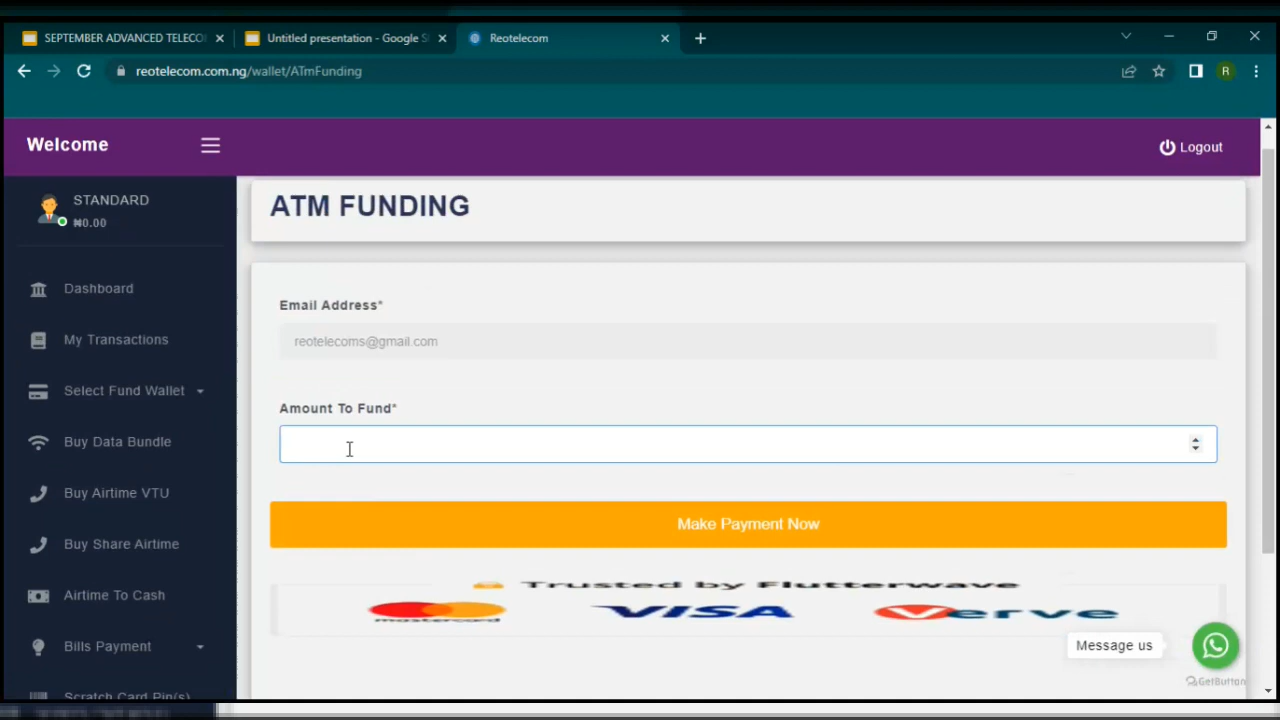 SEPTEMBER ADVANCED TELECO
Untitled presentation - Google S
Reotelecom
reotelecom.com.ng/wallet/ATmFunding
R
Welcome
Logout
STANDARD
₦0.00
ATM FUNDING
Dashboard
Email Address*
My Transactions
reotelecoms@gmail.com
Select Fund Wallet
Amount To Fund*
Buy Data Bundle
Buy Airtime VTU
Make Payment Now
Buy Share Airtime
Trusted by Flutterwave
Airtime To Cash
mastercard
VISA
Verve
Bills Payment
Message us
GetButton
Scratch Card Pin(s)